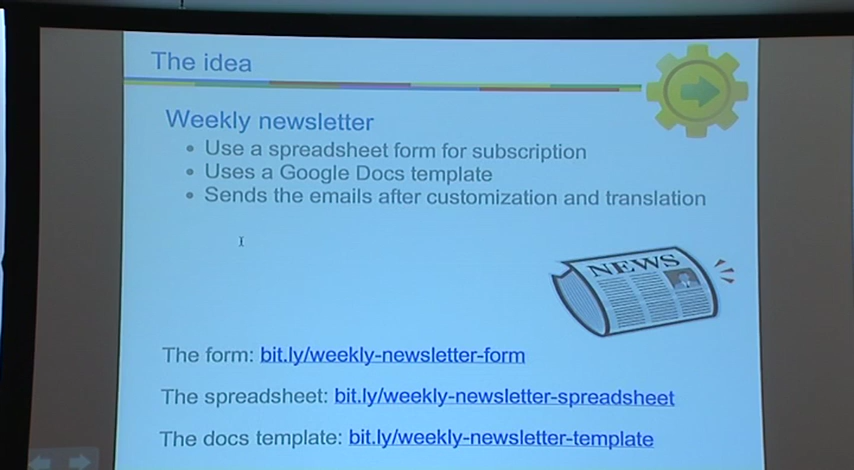 The idea
Weekly newsletter
Use a spreadsheet form for subscription
Uses a Google Docs template
Sends the emails after customization and translation
NEWS
The form: bit.ly/weekly-newsletter-form
The spreadsheet: bit.ly/weekly-newsletter-spreadsheet
The docs template: bit.ly/weekly-newsletter-template